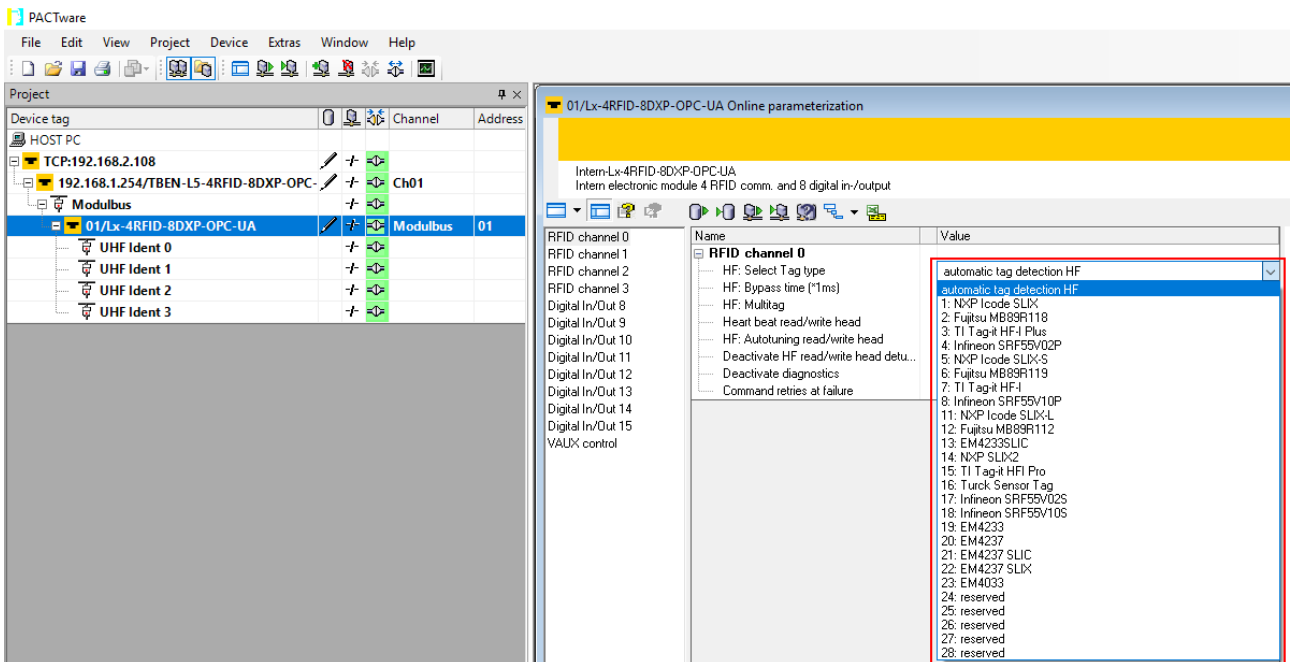 PACTware
File Edit View Project Device Extras Window Help
Project
Device tag Channel Address
HOST PC
TCP:192.168.2.108
192.168.1.254/TBEN-L5-4RFID-8DXP-OPC- Ch01
Modulbus
01/Lx-4RFID-8DXP-OPC-UA Modulbus 01
UHF Ident 0
UHF Ident 1
UHF Ident 2
UHF Ident 3
01/Lx-4RFID-8DXP-OPC-UA Online parameterization
Intern-Lx-4RFID-8DXP-OPC-UA
Intern electronic module 4 RFID comm. and 8 digital in-/output
RFID channel 0
RFID channel 1
RFID channel 2
RFID channel 3
Digital In/Out 8
Digital In/Out 9
Digital In/Out 10
Digital In/Out 11
Digital In/Out 12
Digital In/Out 13
Digital In/Out 14
Digital In/Out 15
VAUX control
Name Value
RFID channel 0
HF: Select Tag type
HF: Bypass time (*1ms)
HF: Multitag
Heart beat read/write head
HF: Autotuning read/write head
Deactivate HF read/write head detu...
Deactivate diagnostics
Command retries at failure
automatic tag detection HF
automatic tag detection HF
1: NXP Icode SLIX
2: Fujitsu MB89R118
3: TI Tag-it HF-I Plus
4: Infineon SRF55V02P
5: NXP Icode SLIX-S
6: Fujitsu MB89R119
7: TI Tag-it HF-I
8: Infineon SRF55V10P
11: NXP Icode SLIX-L
12: Fujitsu MB89R112
13: EM4233SLIC
14: NXP SLIX2
15: TI Tag-it HFI Pro
16: Turck Sensor Tag
17: Infineon SRF55V02S
18: Infineon SRF55V10S
19: EM4233
20: EM4237
21: EM4237 SLIC
22: EM4237 SLIX
23: EM4033
24: reserved
25: reserved
26: reserved
27: reserved
28: reserved